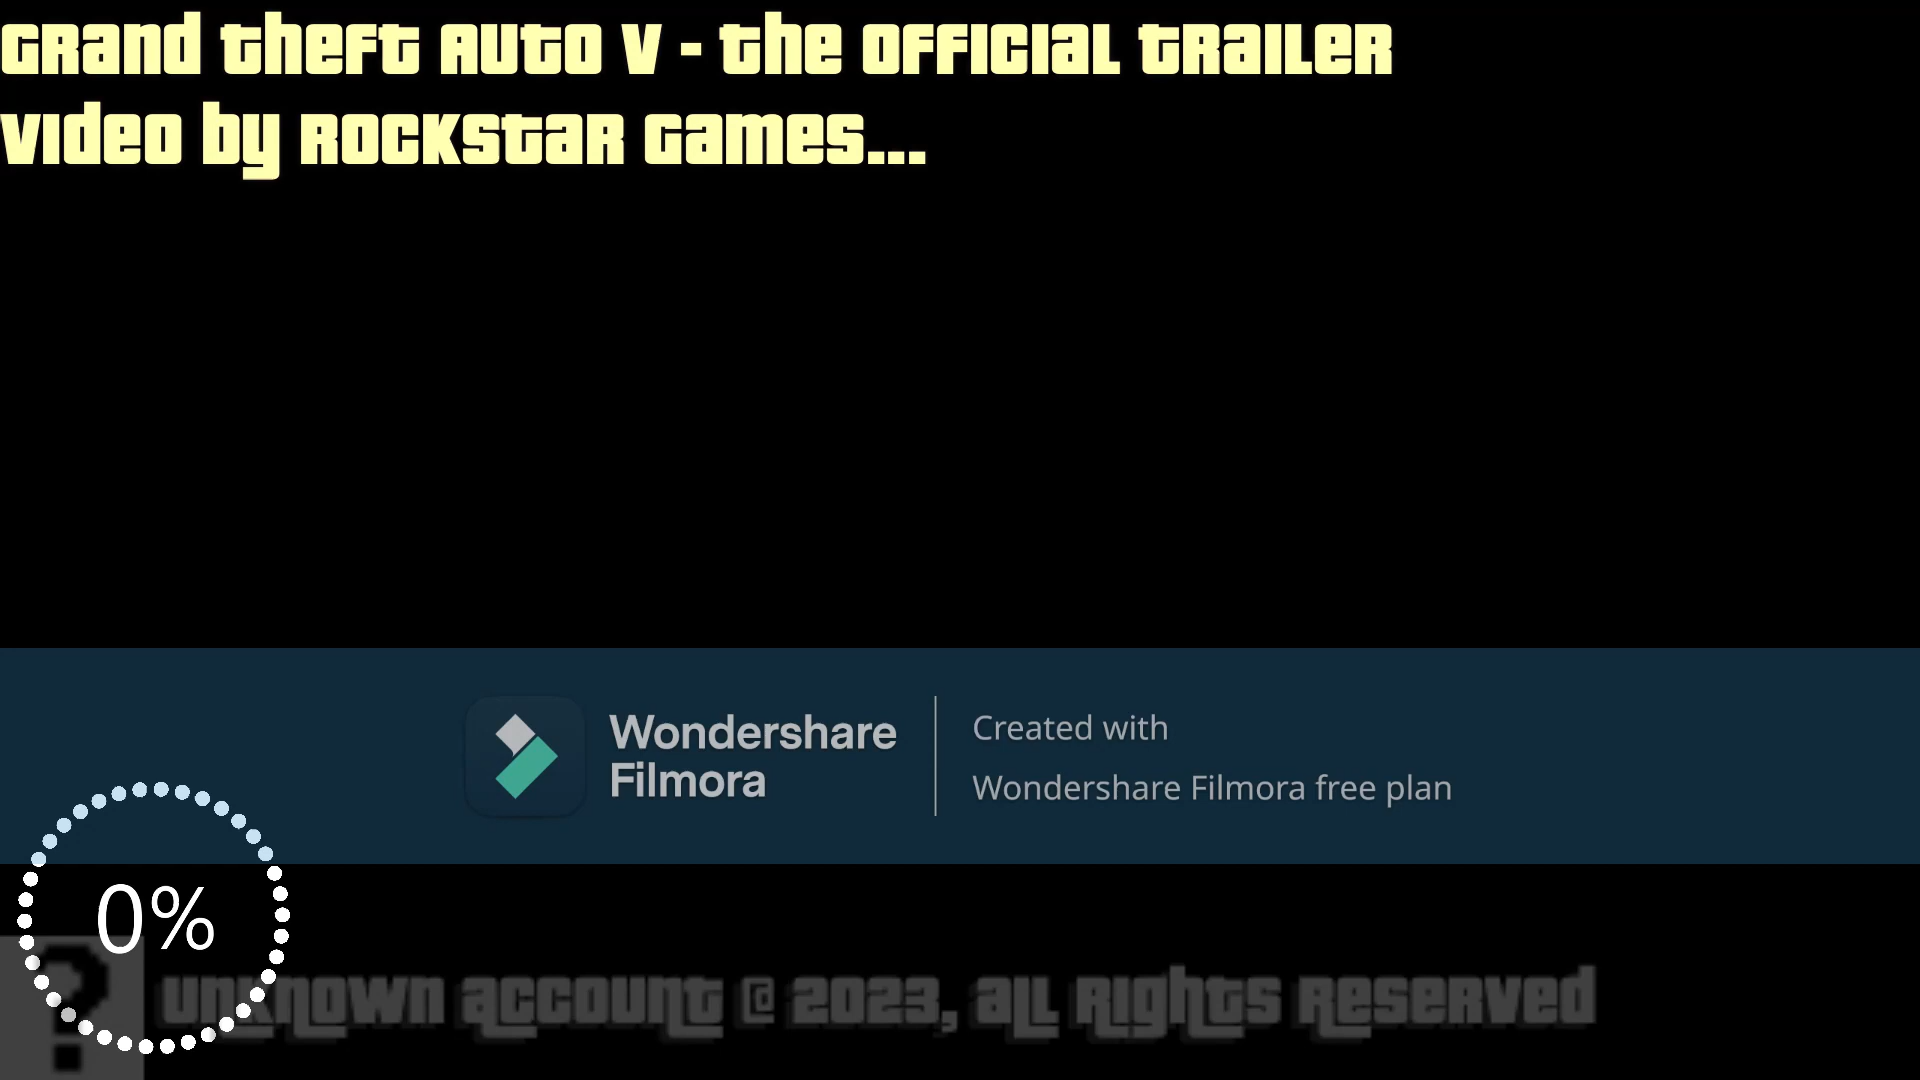 Grand Theft Auto V - The Official Trailer
Video by Rockstar Games...
Wondershare
Filmora
Created with
Wondershare Filmora free plan
0%
?
Unknown Account @ 2023, All Rights Reserved